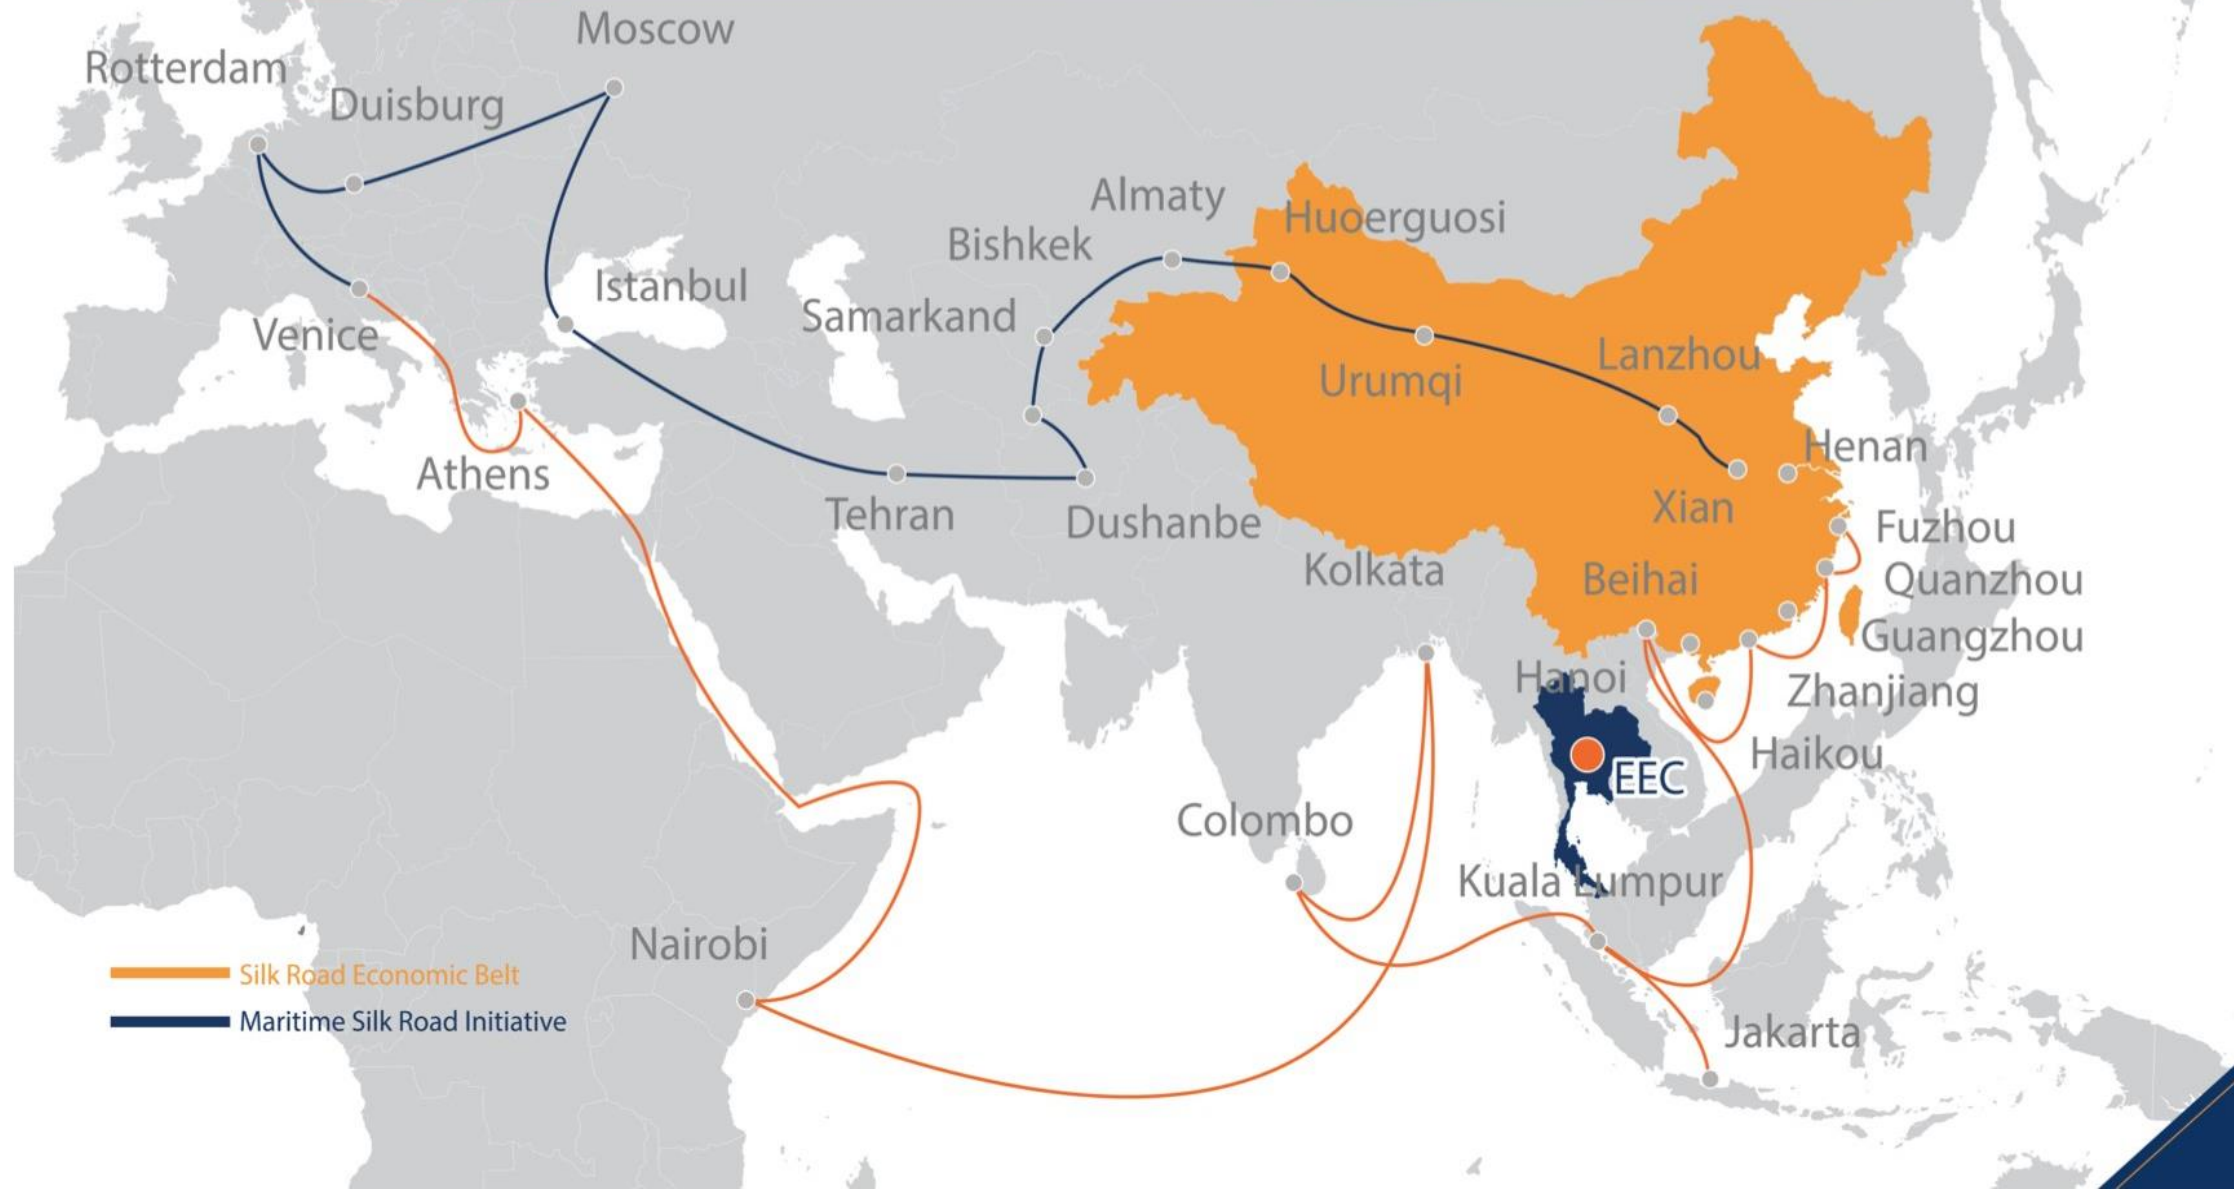 Moscow
Rotterdam
Duisburg
Almaty
Huoerguosi
Bishkek
Istanbul
Samarkand
Venice
Lanzhou
Urumqi
Henan
Athens
Xian
Tehran
Dushanbe
Fuzhou
Kolkata
Beihai
Quanzhou
Guangzhou
Hanoi
Zhanjiang
Haikou
EEC
Colombo
Kuala Lumpur
Nairobi
Silk Road Economic Belt
Maritime Silk Road Initiative
Jakarta